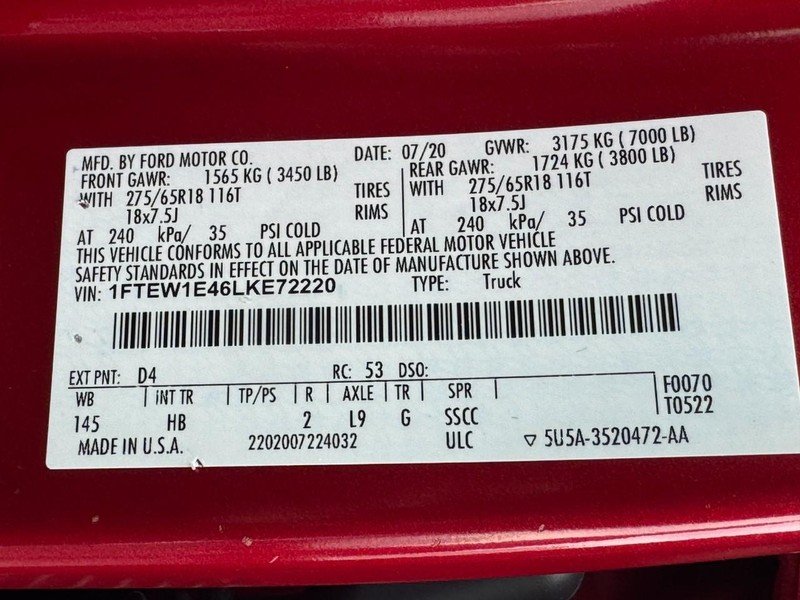 MFD. BY FORD MOTOR CO. DATE: 07/20 GVWR: 3175 KG ( 7000 LB)
FRONT GAWR: 1565 KG ( 3450 LB) REAR GAWR: 1724 KG ( 3800 LB)
WITH 275/65R18 116T TIRES WITH 275/65R18 116T TIRES
18x7.5J RIMS 18x7.5J RIMS
AT 240 kPa/ 35 PSI COLD AT 240 kPa/ 35 PSI COLD
THIS VEHICLE CONFORMS TO ALL APPLICABLE FEDERAL MOTOR VEHICLE
SAFETY STANDARDS IN EFFECT ON THE DATE OF MANUFACTURE SHOWN ABOVE.
VIN: 1FTEW1E46LKE72220 TYPE: Truck
EXT PNT: D4 RC: 53 DSO:
WB INT TR TP/PS R AXLE TR SPR F0070
145 HB 2 L9 G SSCC T0522
MADE IN U.S.A. 2202007224032 ULC ▽ 5U5A-3520472-AA